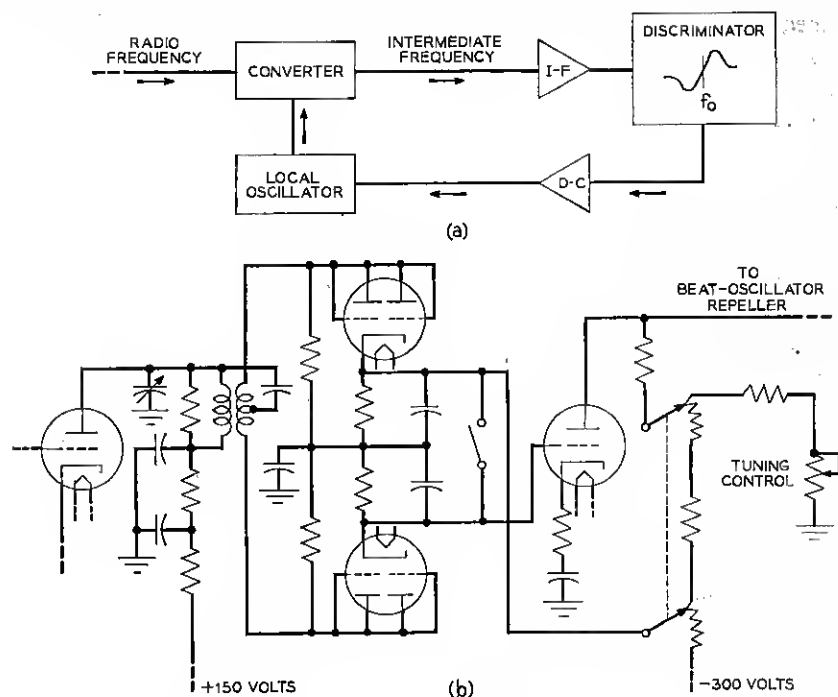 RADIO
FREQUENCY
CONVERTER
INTERMEDIATE
FREQUENCY
I-F
DISCRIMINATOR
f₀
LOCAL
OSCILLATOR
D-C
(a)
TO
BEAT-OSCILLATOR
REPELLER
TUNING
CONTROL
+150 VOLTS
(b)
-300 VOLTS